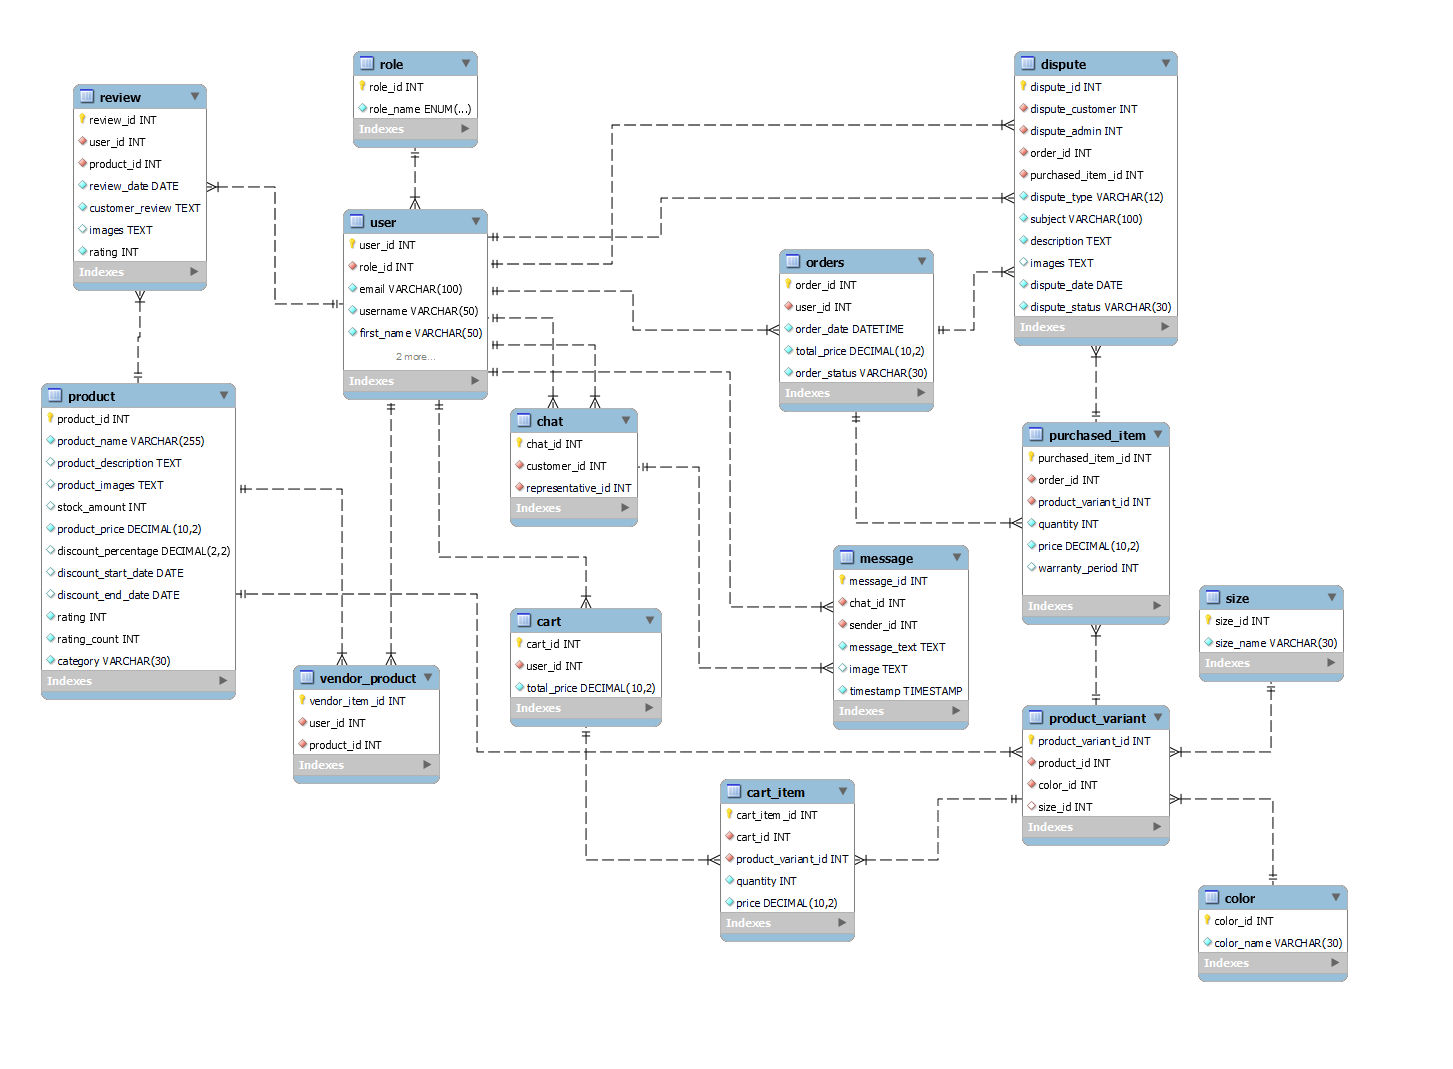 role
role_id INT
role_name ENUM(...)
Indexes
review
review_id INT
user_id INT
product_id INT
review_date DATE
customer_review TEXT
images TEXT
rating INT
Indexes
dispute
dispute_id INT
dispute_customer INT
dispute_admin INT
order_id INT
purchased_item_id INT
dispute_type VARCHAR(12)
subject VARCHAR(100)
description TEXT
images TEXT
dispute_date DATE
dispute_status VARCHAR(30)
Indexes
user
user_id INT
role_id INT
email VARCHAR(100)
username VARCHAR(50)
first_name VARCHAR(50)
2 more...
Indexes
orders
order_id INT
user_id INT
order_date DATETIME
total_price DECIMAL(10,2)
order_status VARCHAR(30)
Indexes
product
product_id INT
product_name VARCHAR(255)
product_description TEXT
product_images TEXT
stock_amount INT
product_price DECIMAL(10,2)
discount_percentage DECIMAL(2,2)
discount_start_date DATE
discount_end_date DATE
rating INT
rating_count INT
category VARCHAR(30)
Indexes
chat
chat_id INT
customer_id INT
representative_id INT
Indexes
purchased_item
purchased_item_id INT
order_id INT
product_variant_id INT
quantity INT
price DECIMAL(10,2)
warranty_period INT
Indexes
message
message_id INT
chat_id INT
sender_id INT
message_text TEXT
image TEXT
timestamp TIMESTAMP
Indexes
size
size_id INT
size_name VARCHAR(30)
Indexes
cart
cart_id INT
user_id INT
total_price DECIMAL(10,2)
Indexes
vendor_product
vendor_item_id INT
user_id INT
product_id INT
Indexes
product_variant
product_variant_id INT
product_id INT
color_id INT
size_id INT
Indexes
cart_item
cart_item_id INT
cart_id INT
product_variant_id INT
quantity INT
price DECIMAL(10,2)
Indexes
color
color_id INT
color_name VARCHAR(30)
Indexes